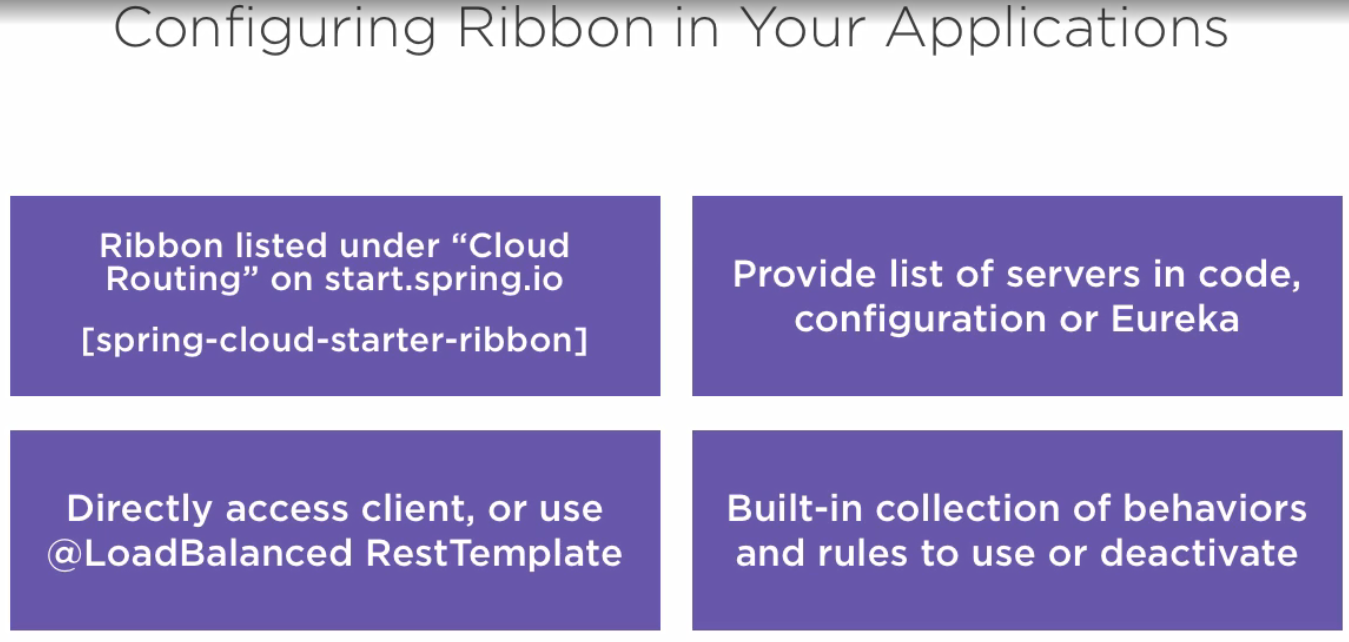 Configuring Ribbon in Your Applications
Ribbon listed under “Cloud
Routing” on start.spring.io
[spring-cloud-starter-ribbon]
Provide list of servers in code,
configuration or Eureka
Directly access client, or use
@LoadBalanced RestTemplate
Built-in collection of behaviors
and rules to use or deactivate